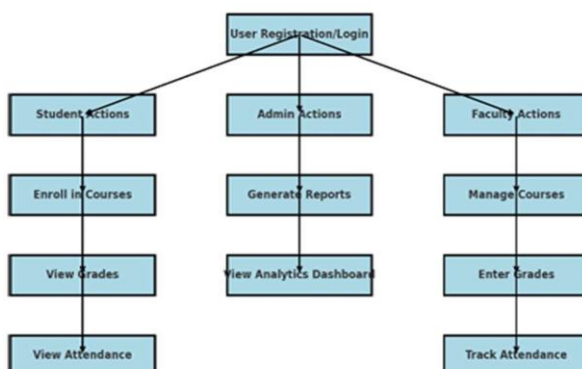 User Registration/Login
Student Actions
Admin Actions
Faculty Actions
Enroll in Courses
Generate Reports
Manage Courses
View Grades
View Analytics Dashboard
Enter Grades
View Attendance
Track Attendance